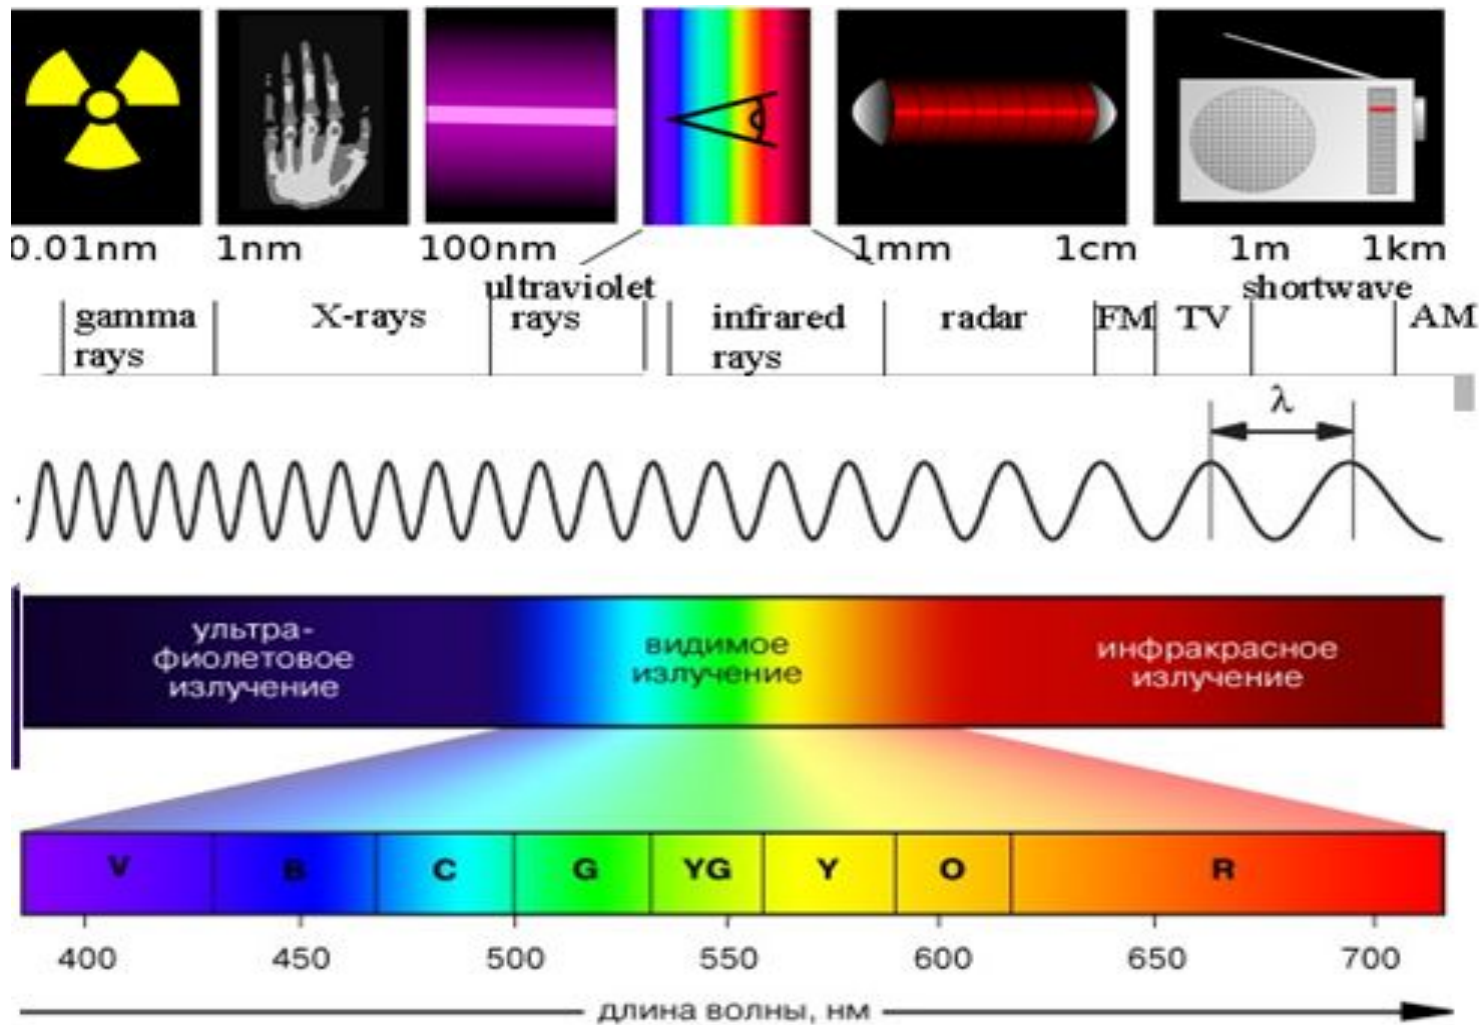 0.01nm 1nm 100nm 1mm 1cm 1m 1km
ultraviolet shortwave
gamma X-rays rays infrared radar FM TV AM
rays rays
λ
ультра-
фиолетовое
излучение
видимое
излучение
инфракрасное
излучение
V B C G YG Y O R
400 450 500 550 600 650 700
длина волны, нм